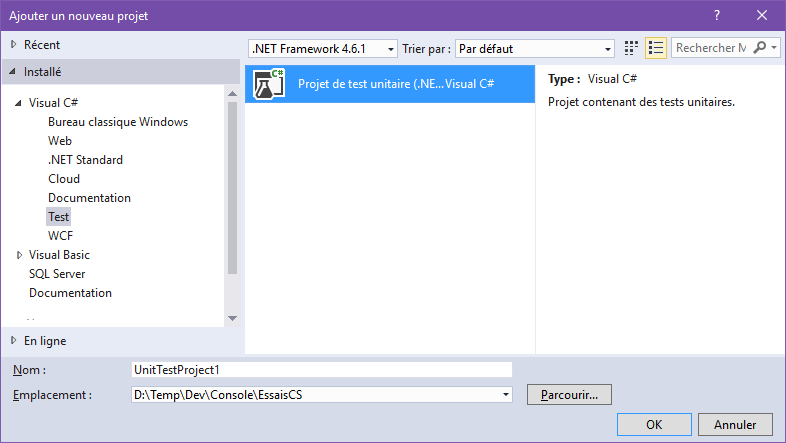 Ajouter un nouveau projet
?
Récent
Installé
Visual C#
Bureau classique Windows
Web
.NET Standard
Cloud
Documentation
Test
WCF
Visual Basic
SQL Server
Documentation
En ligne
.NET Framework 4.6.1
Trier par :
Par défaut
Rechercher M
C#
Projet de test unitaire (.NE... Visual C#
Type : Visual C#
Projet contenant des tests unitaires.
Nom :
UnitTestProject1
Emplacement :
D:\Temp\Dev\Console\EssaisCS
Parcourir...
OK
Annuler